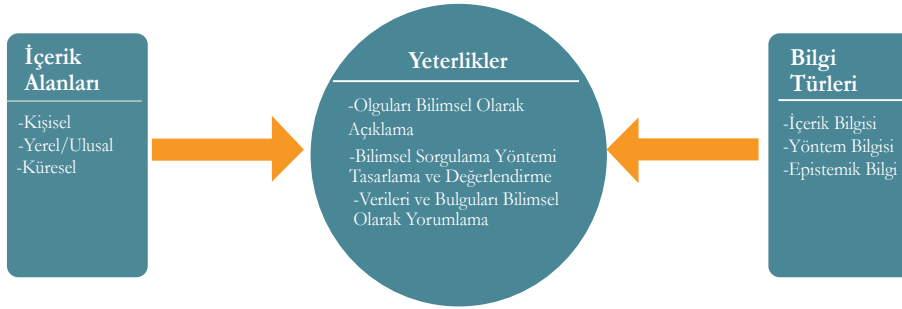 İçerik
Alanları
-Kişisel
-Yerel/Ulusal
-Küresel
Yeterlikler
-Olguları Bilimsel Olarak
Açıklama
-Bilimsel Sorgulama Yöntemi
Tasarlama ve Değerlendirme
-Verileri ve Bulguları Bilimsel
Olarak Yorumlama
Bilgi
Türleri
-İçerik Bilgisi
-Yöntem Bilgisi
-Epistemik Bilgi